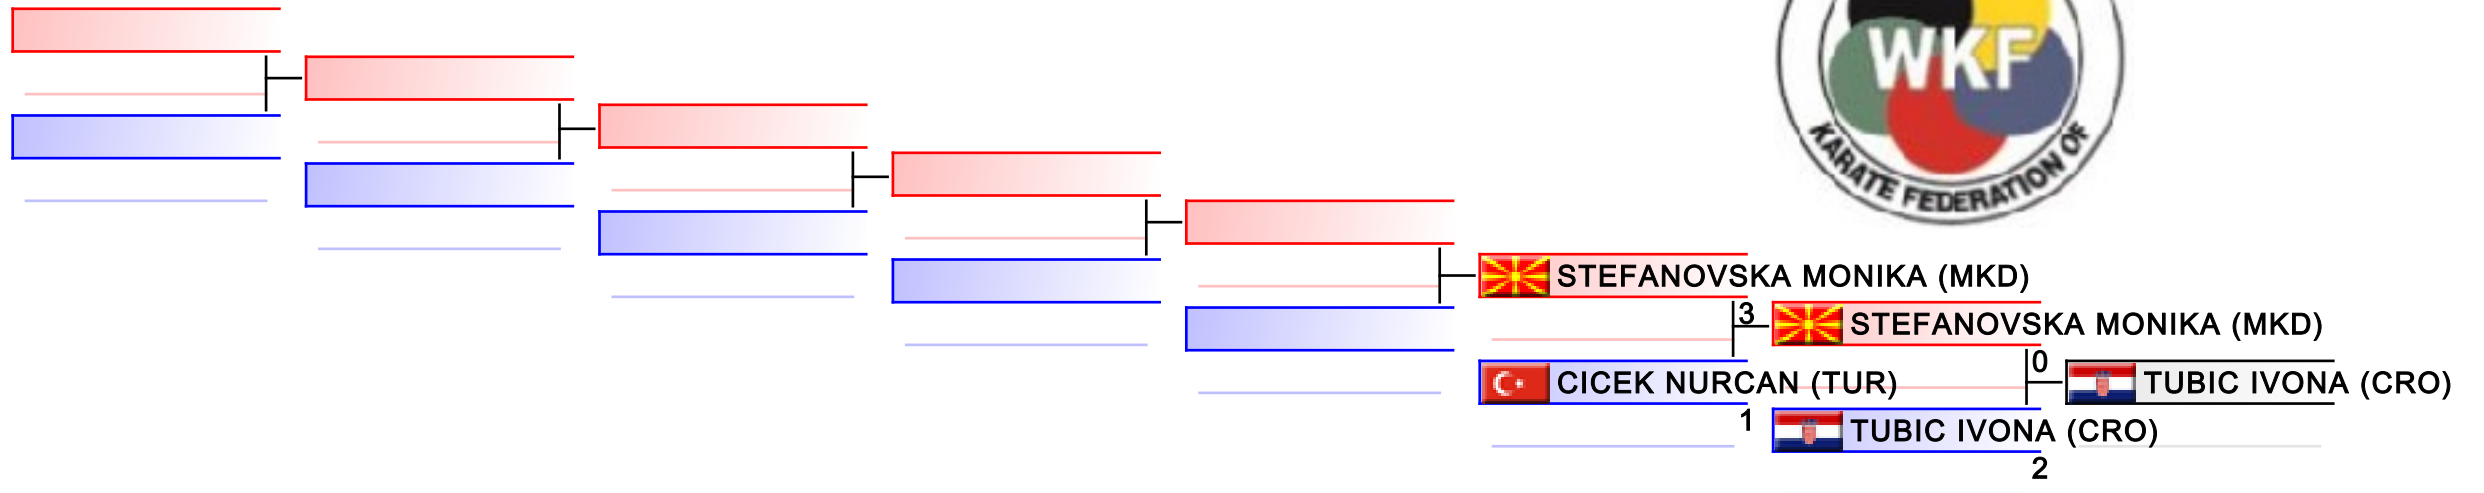 WKF
KARATE FEDERATION OF
STEFANOVSKA MONIKA (MKD)
3
STEFANOVSKA MONIKA (MKD)
0
CICEK NURCAN (TUR)
TUBIC IVONA (CRO)
1
TUBIC IVONA (CRO)
2